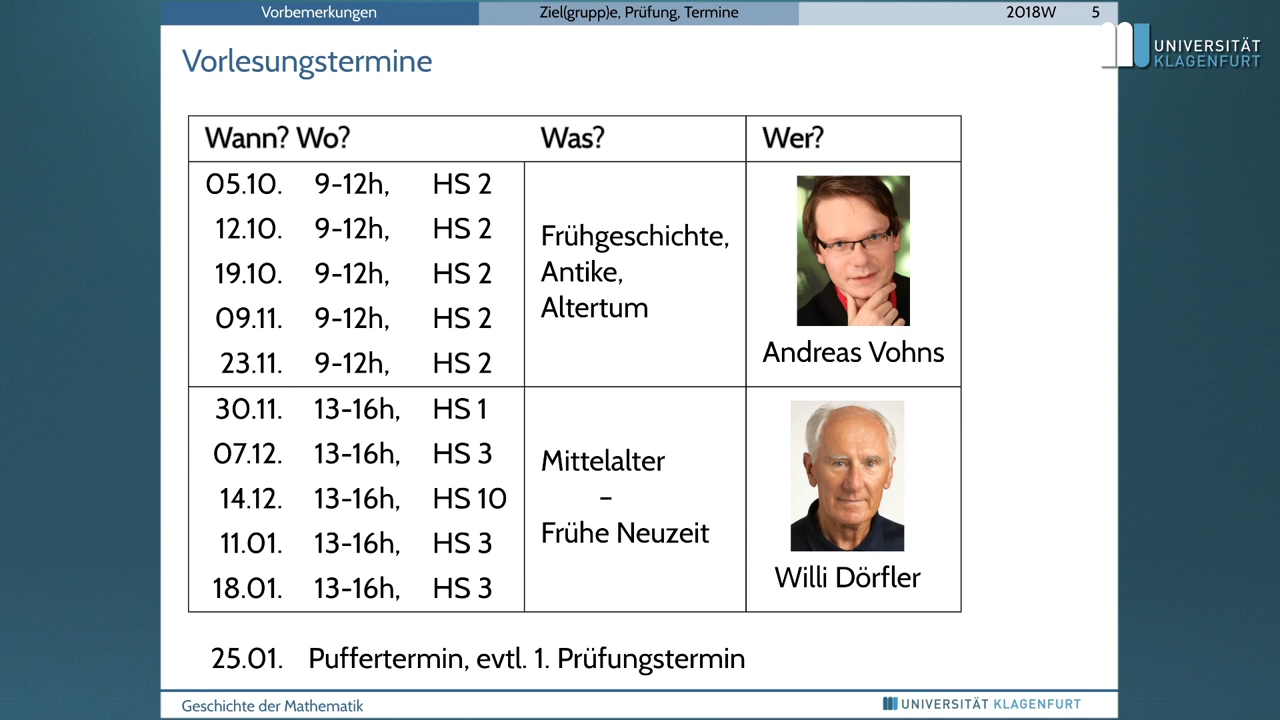 Vorbemerkungen Ziel(grupp)e, Prüfung, Termine 2018W 5
UNIVERSITÄT
KLAGENFURT
Vorlesungstermine
Wann? Wo? Was? Wer?
05.10. 9-12h, HS 2
12.10. 9-12h, HS 2
19.10. 9-12h, HS 2
09.11. 9-12h, HS 2
23.11. 9-12h, HS 2
Frühgeschichte,
Antike,
Altertum
Andreas Vohns
30.11. 13-16h, HS 1
07.12. 13-16h, HS 3
14.12. 13-16h, HS 10
11.01. 13-16h, HS 3
18.01. 13-16h, HS 3
Mittelalter
–
Frühe Neuzeit
Willi Dörfler
25.01. Puffertermin, evtl. 1. Prüfungstermin
Geschichte der Mathematik UNIVERSITÄT KLAGENFURT